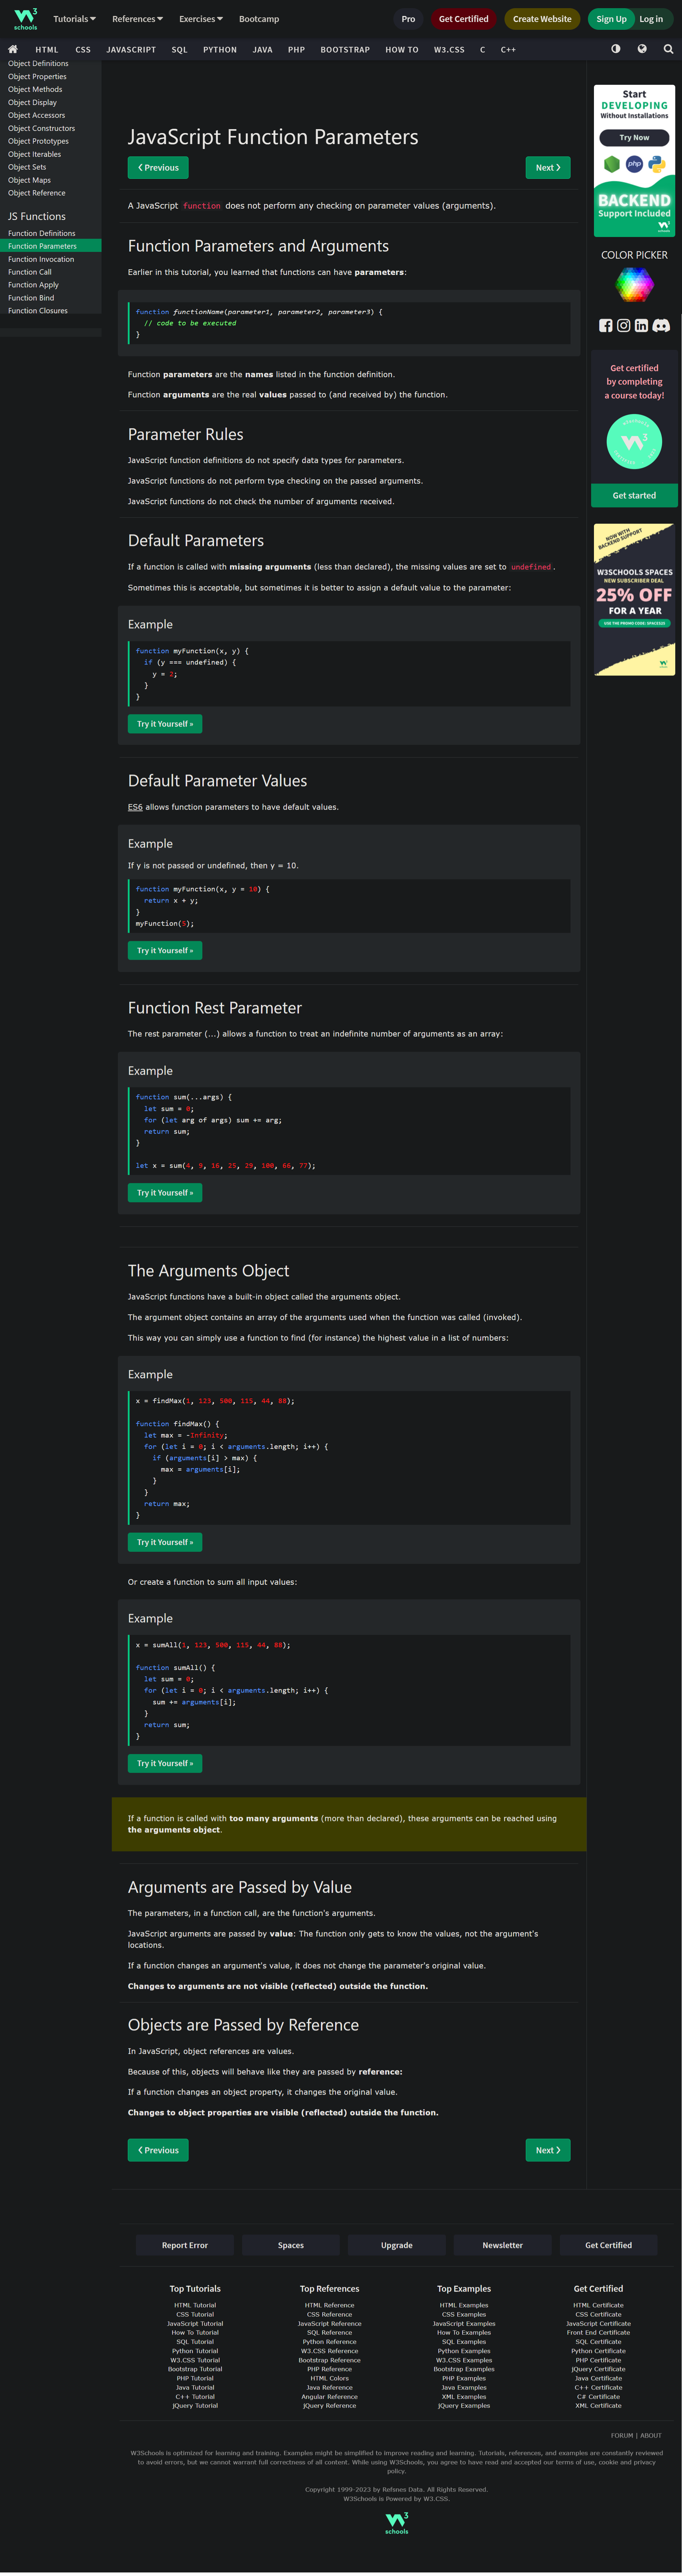 W3 schools Tutorials References Exercises Bootcamp Pro Get Certified Create Website Sign Up Log in
HTML CSS JAVASCRIPT SQL PYTHON JAVA PHP BOOTSTRAP HOW TO W3.CSS C C++
Object Definitions
Object Properties
Object Methods
Object Display
Object Accessors
Object Constructors
Object Prototypes
Object Iterables
Object Sets
Object Maps
Object Reference
JS Functions
Function Definitions
Function Parameters
Function Invocation
Function Call
Function Apply
Function Bind
Function Closures
JavaScript Function Parameters
❮ Previous Next ❯
A JavaScript function does not perform any checking on parameter values (arguments).
Function Parameters and Arguments
Earlier in this tutorial, you learned that functions can have parameters:
function functionName(parameter1, parameter2, parameter3) {
// code to be executed
}
Function parameters are the names listed in the function definition.
Function arguments are the real values passed to (and received by) the function.
Parameter Rules
JavaScript function definitions do not specify data types for parameters.
JavaScript functions do not perform type checking on the passed arguments.
JavaScript functions do not check the number of arguments received.
Default Parameters
If a function is called with missing arguments (less than declared), the missing values are set to undefined.
Sometimes this is acceptable, but sometimes it is better to assign a default value to the parameter:
Example
function myFunction(x, y) {
if (y === undefined) {
y = 2;
}
}
Try it Yourself »
Default Parameter Values
ES6 allows function parameters to have default values.
Example
If y is not passed or undefined, then y = 10.
function myFunction(x, y = 10) {
return x + y;
}
myFunction(5);
Try it Yourself »
Function Rest Parameter
The rest parameter (...) allows a function to treat an indefinite number of arguments as an array:
Example
function sum(...args) {
let sum = 0;
for (let arg of args) sum += arg;
return sum;
}
let x = sum(4, 9, 16, 25, 29, 100, 66, 77);
Try it Yourself »
The Arguments Object
JavaScript functions have a built-in object called the arguments object.
The argument object contains an array of the arguments used when the function was called (invoked).
This way you can simply use a function to find (for instance) the highest value in a list of numbers:
Example
x = findMax(1, 123, 500, 115, 44, 88);
function findMax() {
let max = -Infinity;
for (let i = 0; i < arguments.length; i++) {
if (arguments[i] > max) {
max = arguments[i];
}
}
return max;
}
Try it Yourself »
Or create a function to sum all input values:
Example
x = sumAll(1, 123, 500, 115, 44, 88);
function sumAll() {
let sum = 0;
for (let i = 0; i < arguments.length; i++) {
sum += arguments[i];
}
return sum;
}
Try it Yourself »
If a function is called with too many arguments (more than declared), these arguments can be reached using
the arguments object.
Arguments are Passed by Value
The parameters, in a function call, are the function's arguments.
JavaScript arguments are passed by value: The function only gets to know the values, not the argument's
locations.
If a function changes an argument's value, it does not change the parameter's original value.
Changes to arguments are not visible (reflected) outside the function.
Objects are Passed by Reference
In JavaScript, object references are values.
Because of this, objects will behave like they are passed by reference:
If a function changes an object property, it changes the original value.
Changes to object properties are visible (reflected) outside the function.
❮ Previous Next ❯
Start
DEVELOPING
Without Installations
Try Now
php
BACKEND
Support Included
COLOR PICKER
Get certified
by completing
a course today!
W3
Get started
NOW WITH
BACKEND SUPPORT
W3SCHOOLS SPACES
NEW SUBSCRIBER DEAL
25% OFF
FOR A YEAR
Report Error Spaces Upgrade Newsletter Get Certified
Top Tutorials
HTML Tutorial
CSS Tutorial
JavaScript Tutorial
How To Tutorial
SQL Tutorial
Python Tutorial
W3.CSS Tutorial
Bootstrap Tutorial
PHP Tutorial
Java Tutorial
C++ Tutorial
jQuery Tutorial
Top References
HTML Reference
CSS Reference
JavaScript Reference
SQL Reference
Python Reference
W3.CSS Reference
Bootstrap Reference
PHP Reference
HTML Colors
Java Reference
Angular Reference
jQuery Reference
Top Examples
HTML Examples
CSS Examples
JavaScript Examples
How To Examples
SQL Examples
Python Examples
W3.CSS Examples
Bootstrap Examples
PHP Examples
Java Examples
XML Examples
jQuery Examples
Get Certified
HTML Certificate
CSS Certificate
JavaScript Certificate
Front End Certificate
SQL Certificate
Python Certificate
PHP Certificate
jQuery Certificate
Java Certificate
C++ Certificate
C# Certificate
XML Certificate
FORUM | ABOUT
W3Schools is optimized for learning and training. Examples might be simplified to improve reading and learning. Tutorials, references, and examples are constantly reviewed
to avoid errors, but we cannot warrant full correctness of all content. While using W3Schools, you agree to have read and accepted our terms of use, cookie and privacy
policy.
Copyright 1999-2023 by Refsnes Data. All Rights Reserved.
W3Schools is Powered by W3.CSS.
W3 schools